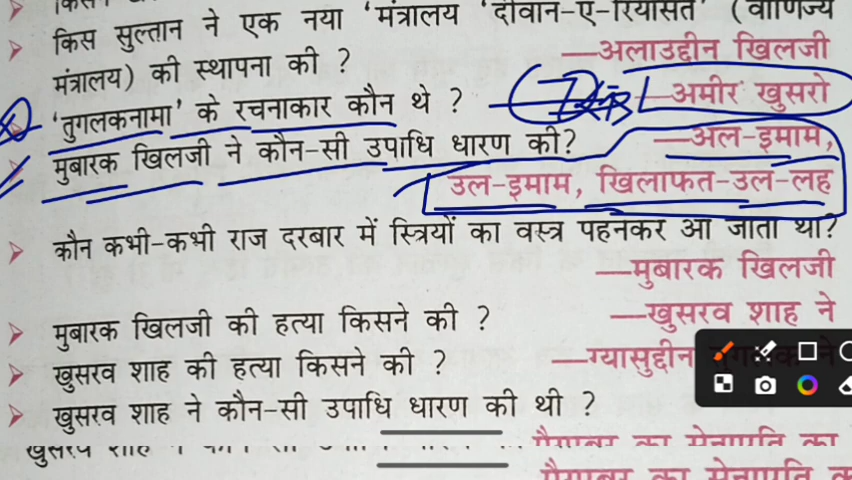 किस सुल्तान ने एक नया 'मंत्रालय 'दीवान-ए-रियासत' (वाणिज्य
मंत्रालय) की स्थापना की ?
—अलाउद्दीन खिलजी
'तुगलकनामा' के रचनाकार कौन थे ?
—अमीर खुसरो
मुबारक खिलजी ने कौन-सी उपाधि धारण की?
—अल-इमाम,
उल-इमाम, खिलाफत-उल-लह
कौन कभी-कभी राज दरबार में स्त्रियों का वस्त्र पहनकर आ जाता था?
—मुबारक खिलजी
मुबारक खिलजी की हत्या किसने की ?
—खुसरव शाह ने
खुसरव शाह की हत्या किसने की ?
—ग्यासुद्दीन
खुसरव शाह ने कौन-सी उपाधि धारण की थी ?
पैगाम्बर का सेनापति का